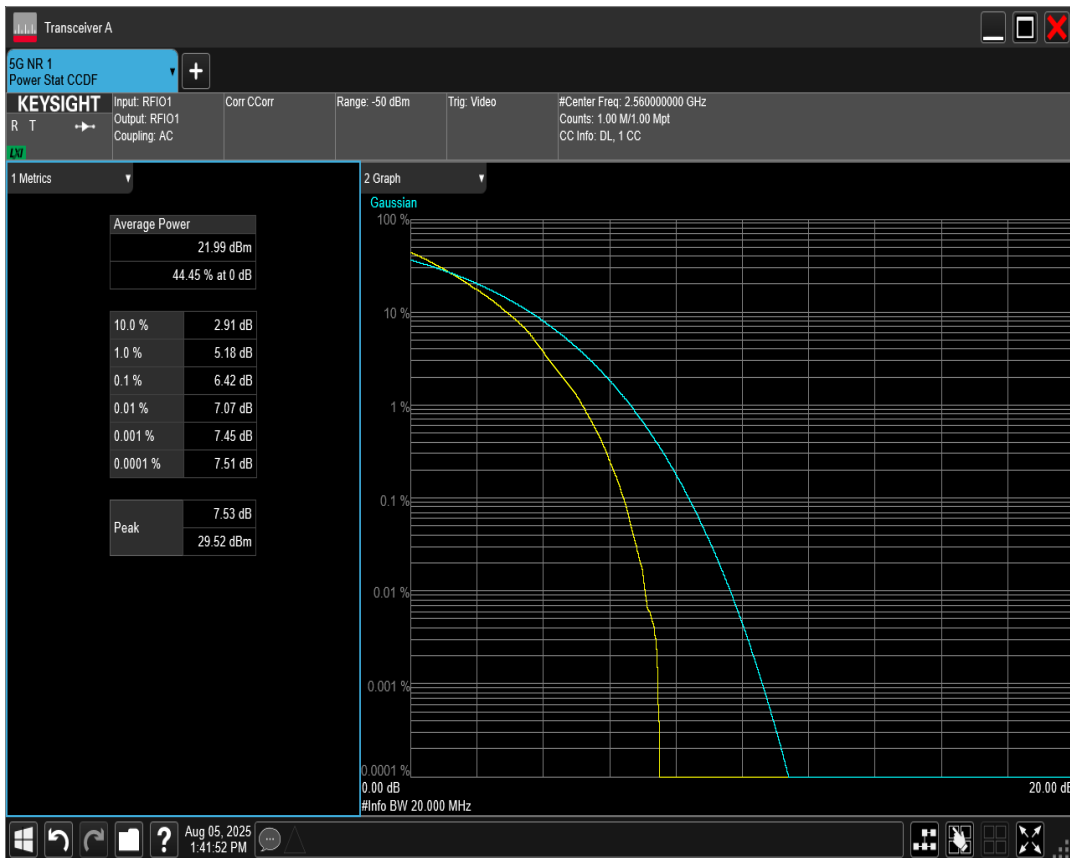 Transceiver A
5G NR 1
Power Stat CCDF
KEYSIGHT
R T
LXI
Input: RFIO1
Output: RFIO1
Coupling: AC
Corr CCorr
Range: -50 dBm
Trig: Video
#Center Freq: 2.560000000 GHz
Counts: 1.00 M/1.00 Mpt
CC Info: DL, 1 CC
1 Metrics
Average Power
21.99 dBm
44.45 % at 0 dB
10.0 % 2.91 dB
1.0 % 5.18 dB
0.1 % 6.42 dB
0.01 % 7.07 dB
0.001 % 7.45 dB
0.0001 % 7.51 dB
Peak
7.53 dB
29.52 dBm
2 Graph
Gaussian
100 %
10 %
1 %
0.1 %
0.01 %
0.001 %
0.0001 %
0.00 dB 20.00 dB
#Info BW 20.000 MHz
?
Aug 05, 2025
1:41:52 PM